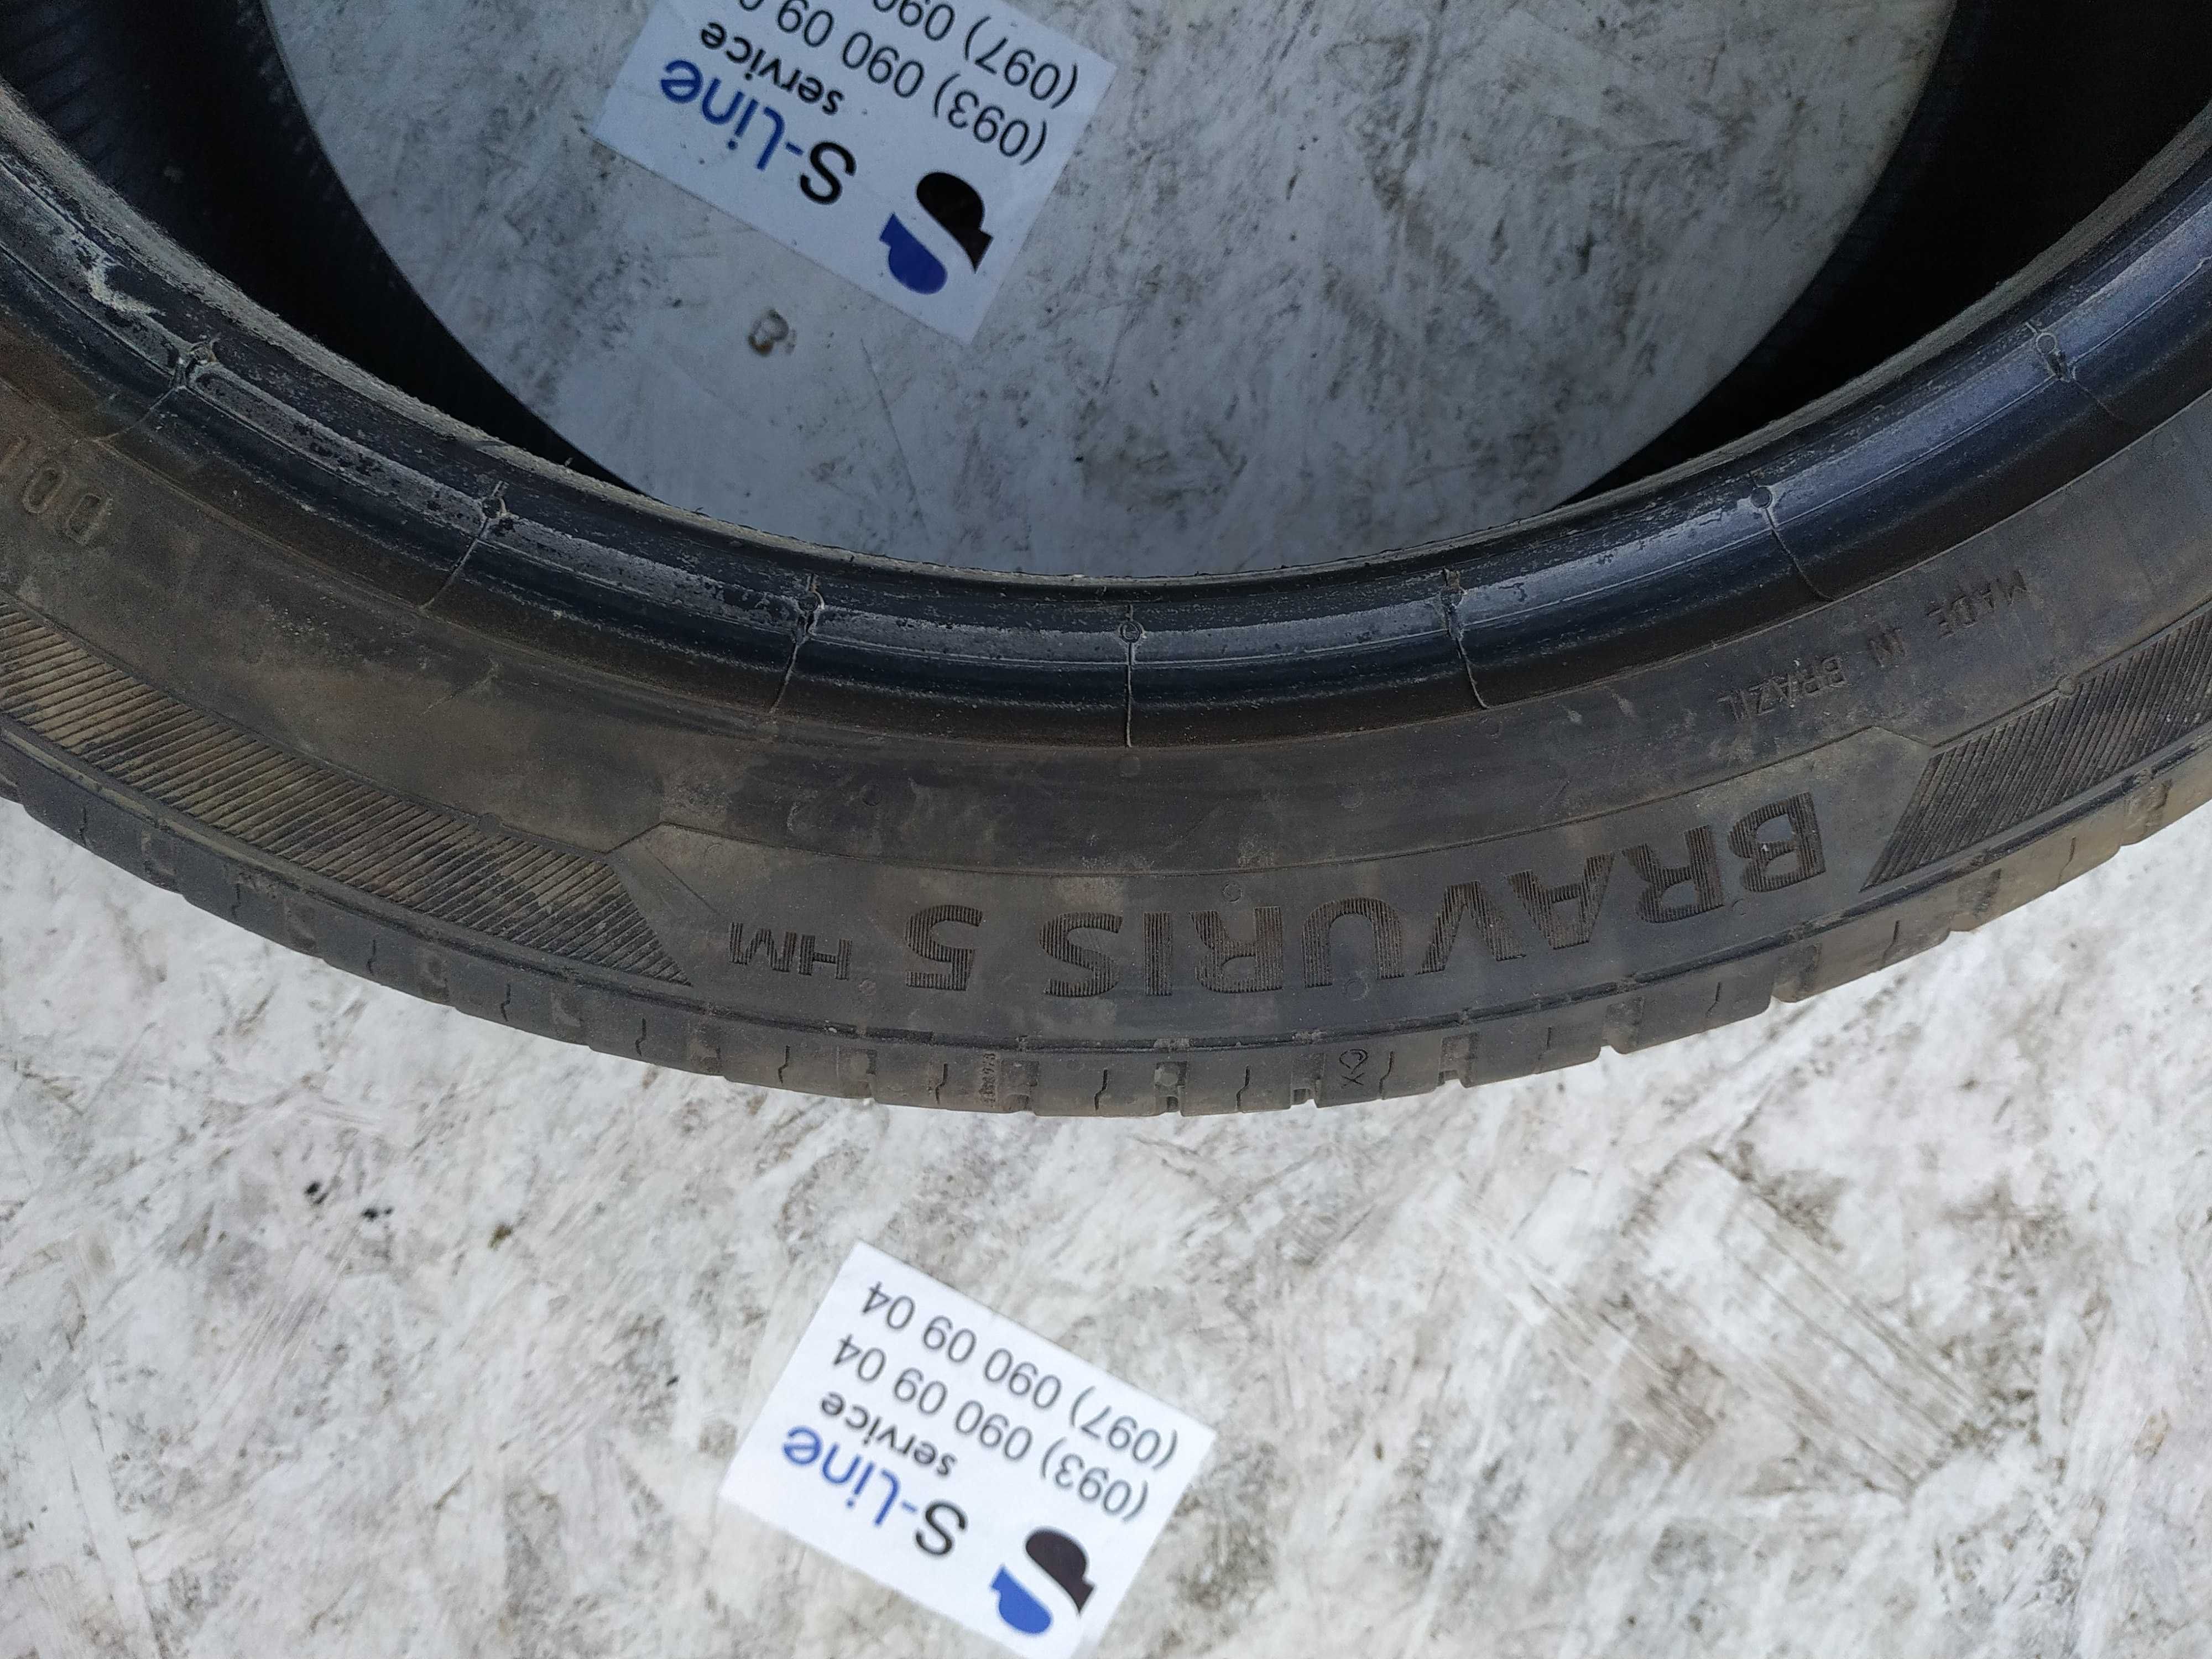 S-Line
service
(093) 090 09 0
(097) 090
MADE IN BRAZIL
BRAVURIS 5 HM
S-Line
service
(093) 090 09 04
(097) 090 09 04